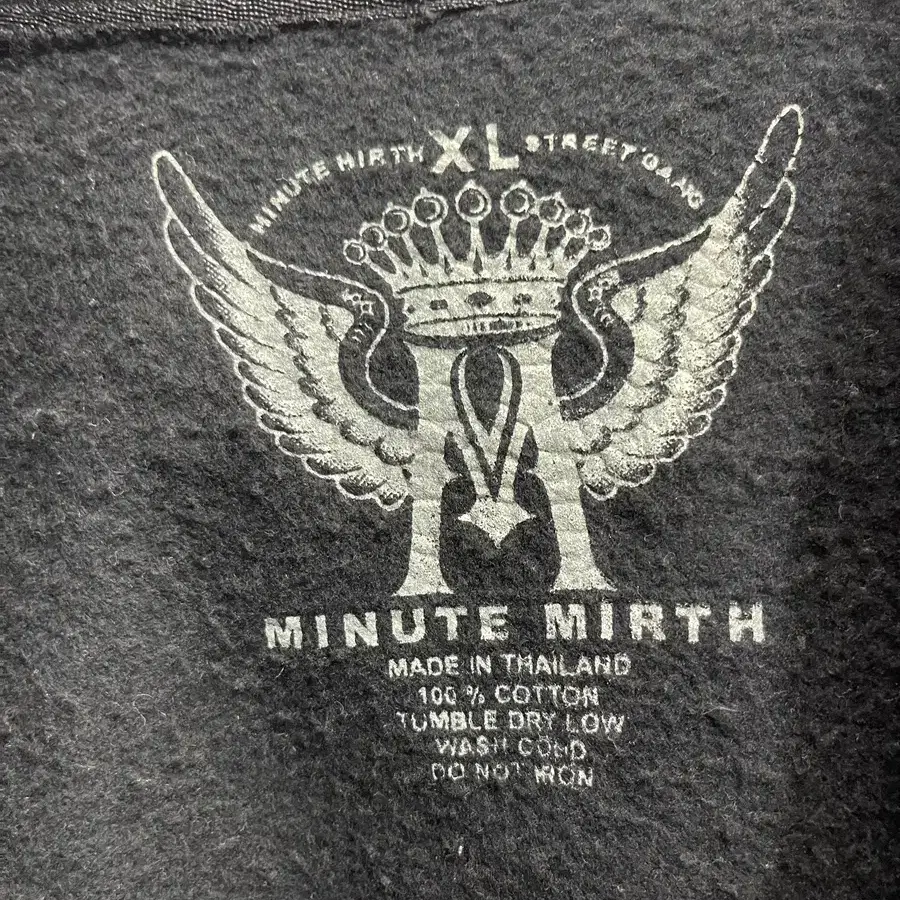 MINUTE MIRTH XL STREET GANG
MINUTE MIRTH
MADE IN THAILAND
100 % COTTON
TUMBLE DRY LOW
WASH COLD
DO NOT IRON